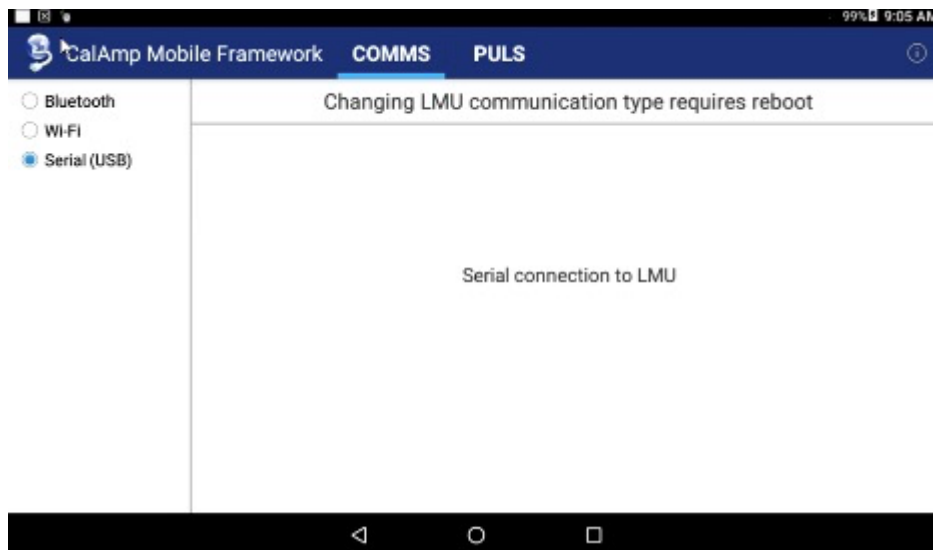 99% 9:05 AM
CalAmp Mobile Framework COMMS PULS
Bluetooth
Wi-Fi
Serial (USB)
Changing LMU communication type requires reboot
Serial connection to LMU